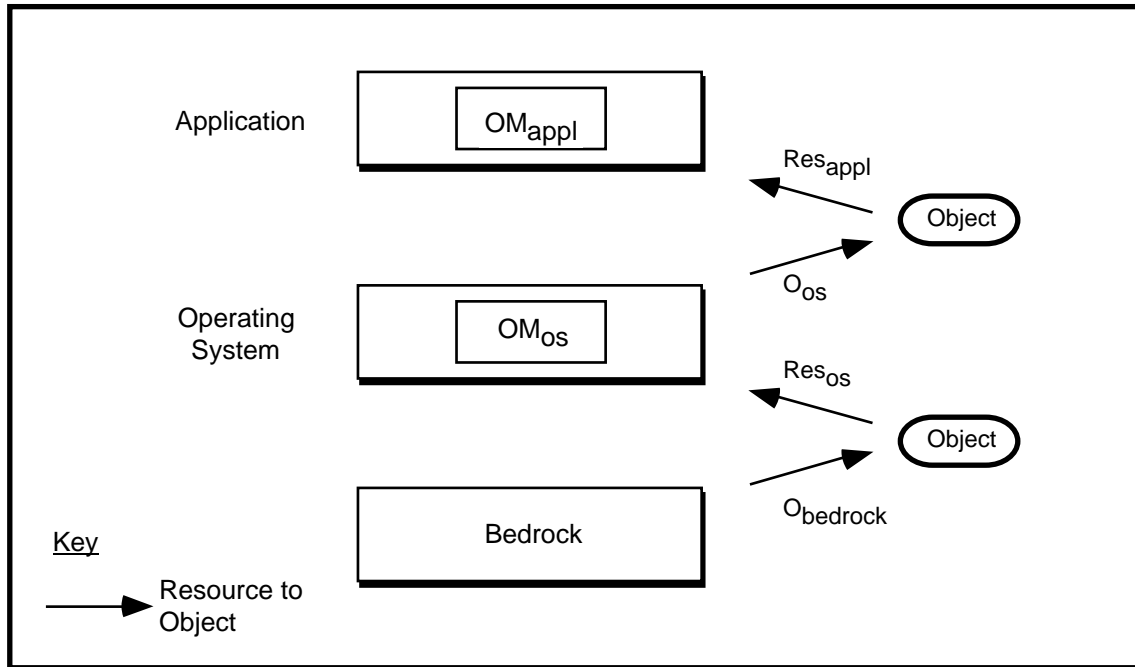 Application
OMappl
Resappl
Object
Oos
Operating
System
OMos
Resos
Object
Obedrock
Bedrock
Key
Resource to
Object